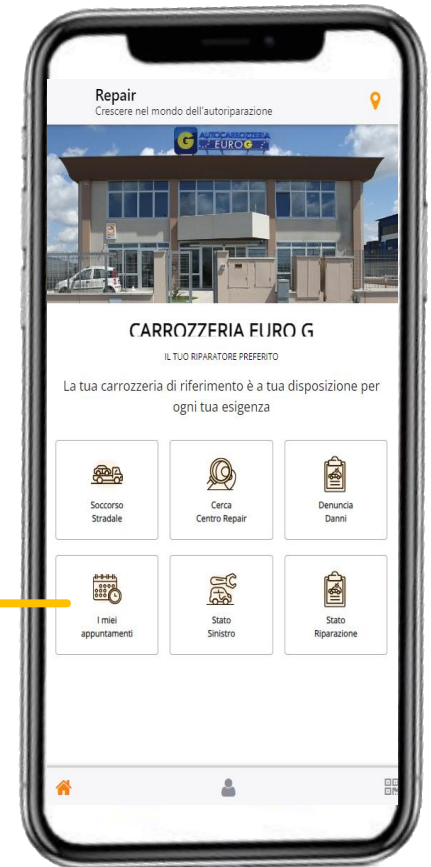 Repair
Crescere nel mondo dell'autoriparazione
G AUTOCARROZZERIA
EURO G
CARROZZERIA EURO G
IL TUO RIPARATORE PREFERITO
La tua carrozzeria di riferimento è a tua disposizione per
ogni tua esigenza
Soccorso
Stradale
Cerca
Centro Repair
Denuncia
Danni
I miei
appuntamenti
Stato
Sinistro
Stato
Riparazione